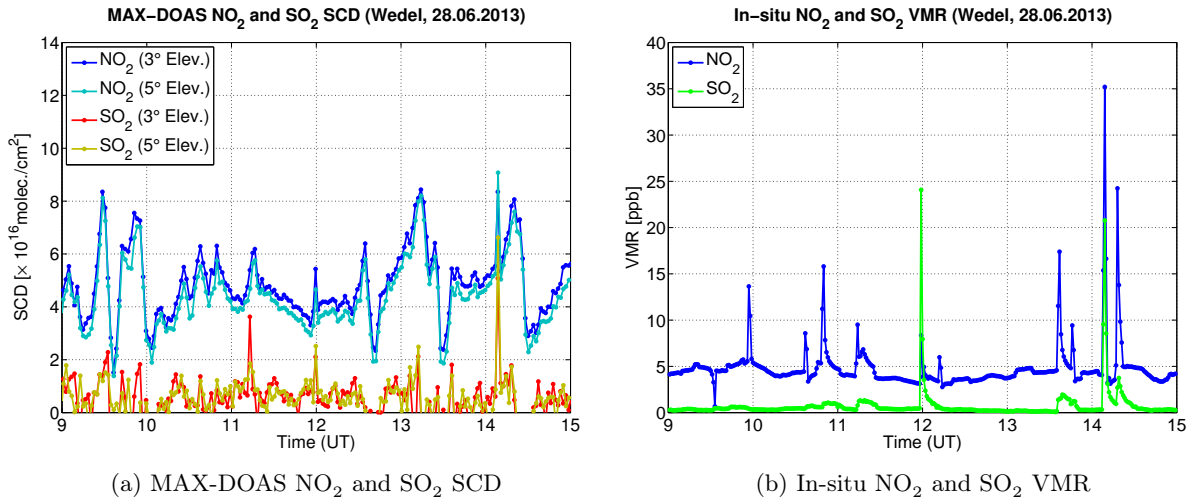 MAX−DOAS NO2 and SO2 SCD (Wedel, 28.06.2013)
14
12
10
8
6
4
2
0
SCD [× 10^16 molec./cm^2]
NO2 (3° Elev.)
NO2 (5° Elev.)
SO2 (3° Elev.)
SO2 (5° Elev.)
9 10 11 12 13 14 15
Time (UT)
(a) MAX-DOAS NO2 and SO2 SCD
In−situ NO2 and SO2 VMR (Wedel, 28.06.2013)
40
35
30
25
20
15
10
5
0
VMR [ppb]
NO2
SO2
9 10 11 12 13 14 15
Time (UT)
(b) In-situ NO2 and SO2 VMR